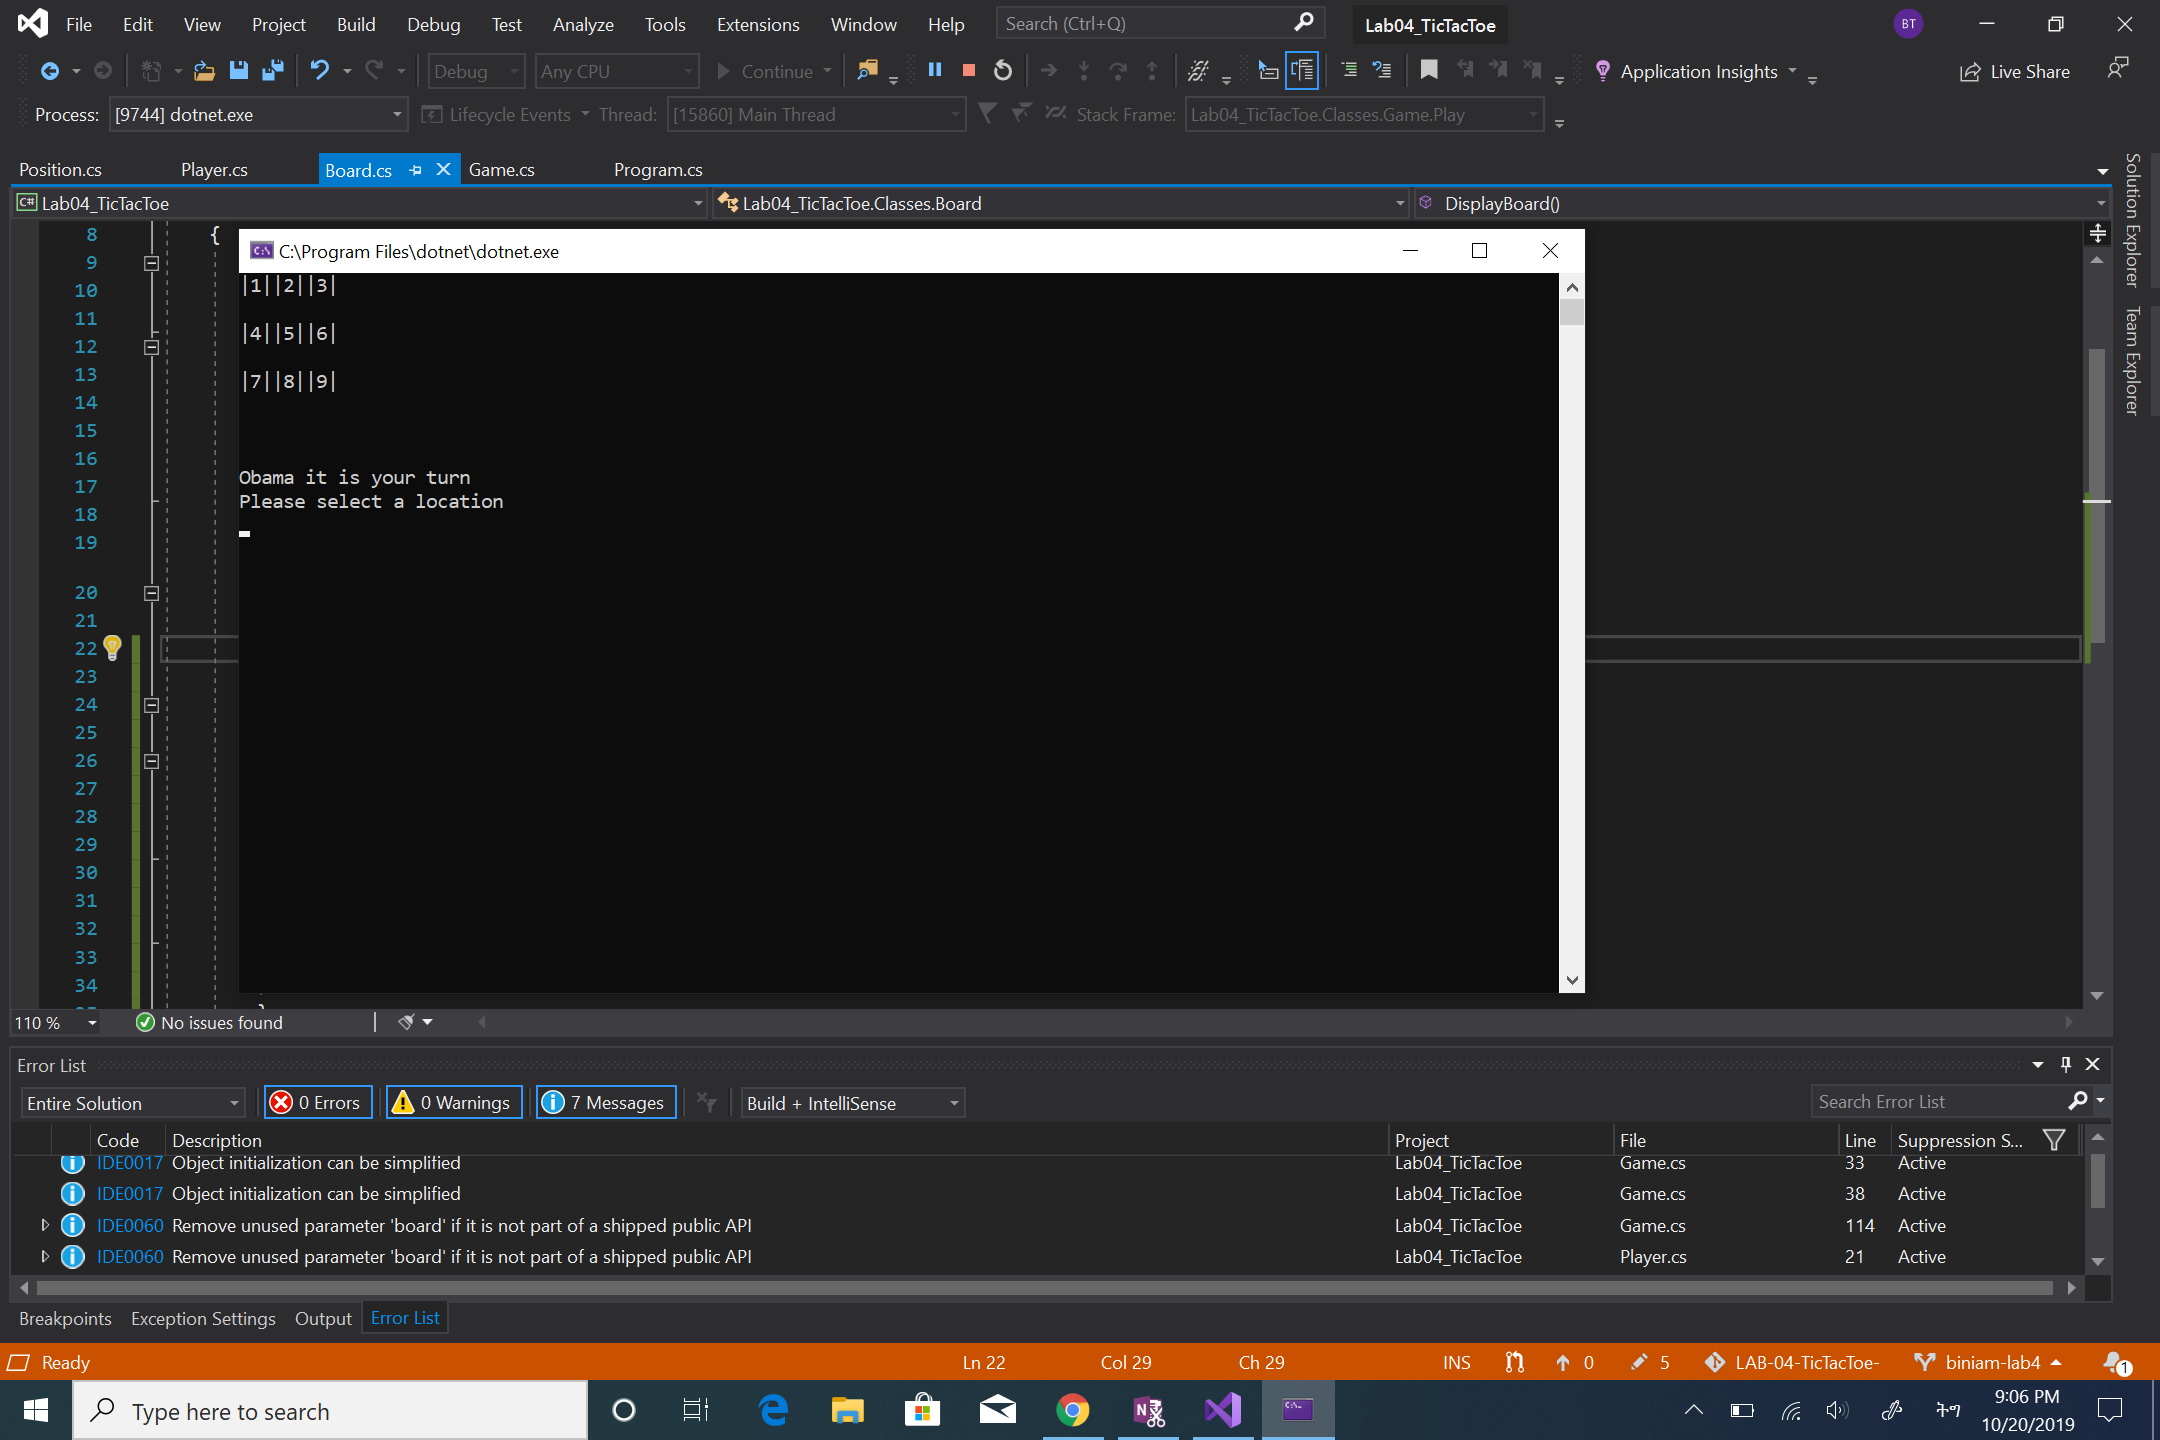 File Edit View Project Build Debug Test Analyze Tools Extensions Window Help Search (Ctrl+Q) Lab04_TicTacToe BT
Debug Any CPU Continue Application Insights Live Share
Process: [9744] dotnet.exe Lifecycle Events Thread: [15860] Main Thread Stack Frame: Lab04_TicTacToe.Classes.Game.Play
Position.cs Player.cs Board.cs Game.cs Program.cs
C# Lab04_TicTacToe Lab04_TicTacToe.Classes.Board DisplayBoard()
Solution Explorer
Team Explorer
8 {
9
10
11
12
13
14
15
16
17
18
19
20
21
22
23
24
25
26
27
28
29
30
31
32
33
34
C:\Program Files\dotnet\dotnet.exe
|1||2||3|
|4||5||6|
|7||8||9|
Obama it is your turn
Please select a location
110 % No issues found
Error List
Entire Solution 0 Errors 0 Warnings 7 Messages Build + IntelliSense Search Error List
Code Description Project File Line Suppression S...
IDE0017 Object initialization can be simplified Lab04_TicTacToe Game.cs 33 Active
IDE0017 Object initialization can be simplified Lab04_TicTacToe Game.cs 38 Active
IDE0060 Remove unused parameter 'board' if it is not part of a shipped public API Lab04_TicTacToe Game.cs 114 Active
IDE0060 Remove unused parameter 'board' if it is not part of a shipped public API Lab04_TicTacToe Player.cs 21 Active
Breakpoints Exception Settings Output Error List
Ready Ln 22 Col 29 Ch 29 INS 0 5 LAB-04-TicTacToe- biniam-lab4 1
Type here to search ትግ 9:06 PM
10/20/2019